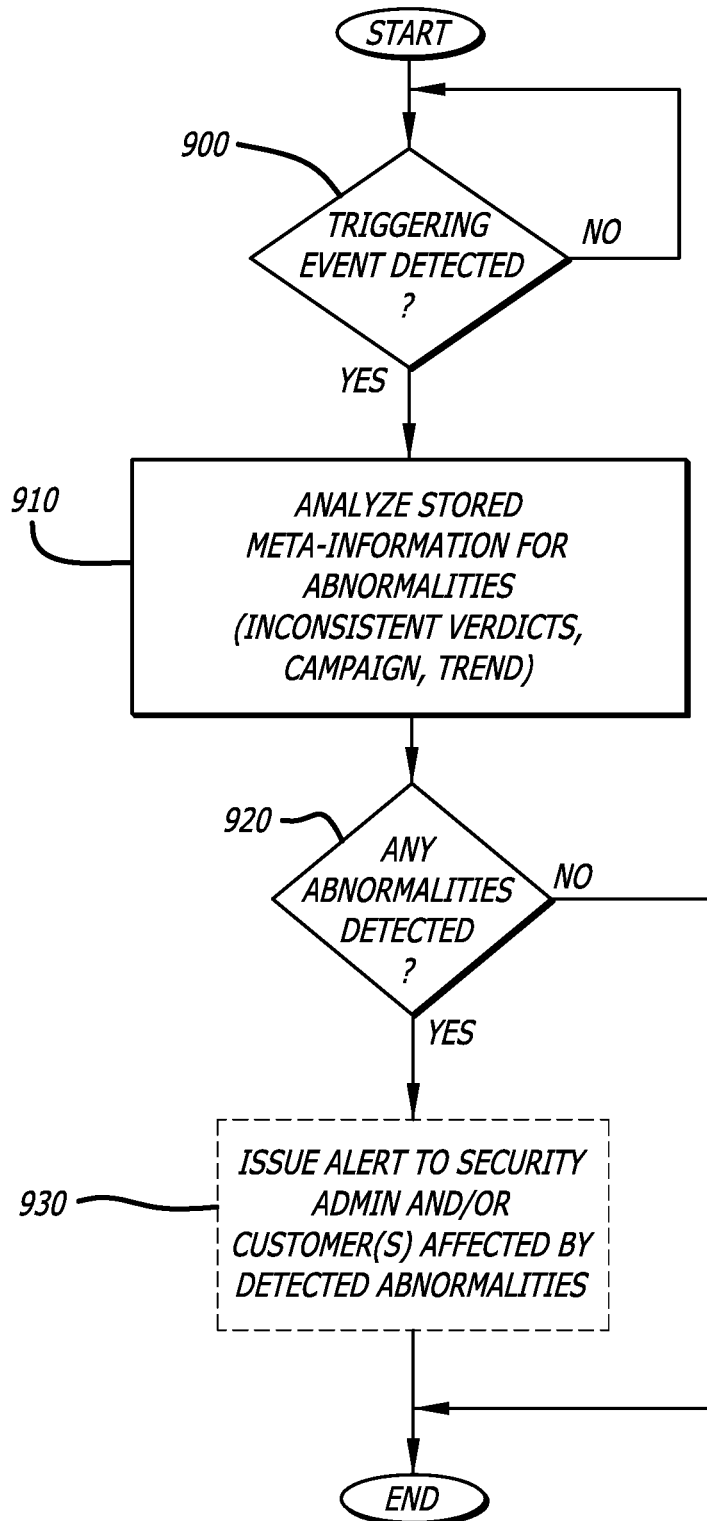 START
900
TRIGGERING
EVENT DETECTED
?
NO
YES
910
ANALYZE STORED
META-INFORMATION FOR
ABNORMALITIES
(INCONSISTENT VERDICTS,
CAMPAIGN, TREND)
920
ANY
ABNORMALITIES
DETECTED
?
NO
YES
930
ISSUE ALERT TO SECURITY
ADMIN AND/OR
CUSTOMER(S) AFFECTED BY
DETECTED ABNORMALITIES
END